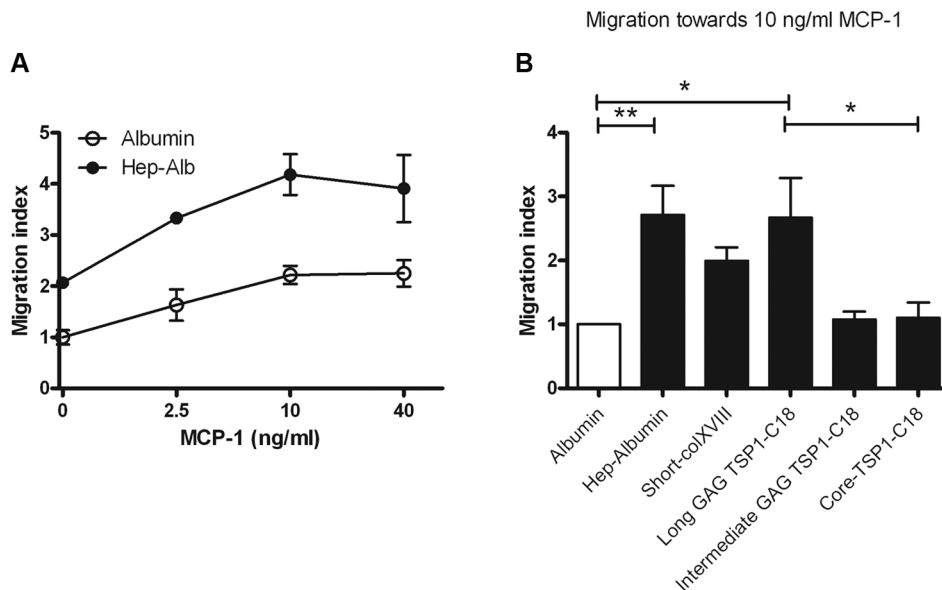 Migration towards 10 ng/ml MCP-1
A
Albumin
Hep-Alb
Migration index
5
4
3
2
1
0
0 2.5 10 40
MCP-1 (ng/ml)
B
*
** *
Migration index
4
3
2
1
0
Albumin
Hep-Albumin
Short-colXVIII
Long GAG TSP1-C18
Intermediate GAG TSP1-C18
Core-TSP1-C18